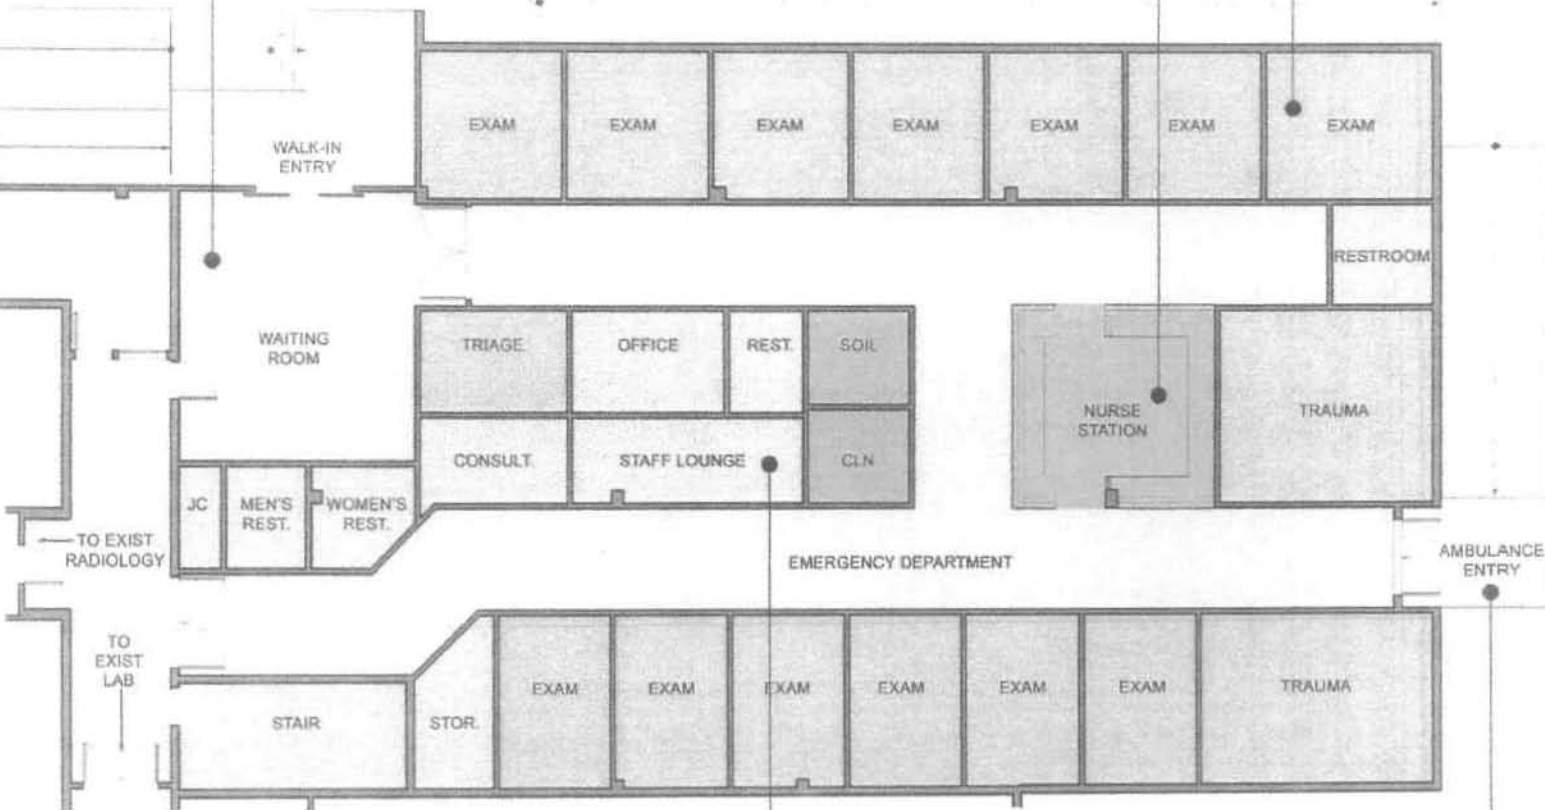 EXAM
EXAM
EXAM
EXAM
EXAM
EXAM
EXAM
WALK-IN
ENTRY
RESTROOM
WAITING
ROOM
TRIAGE
OFFICE
REST.
SOIL
NURSE
STATION
TRAUMA
CONSULT.
STAFF LOUNGE
CLN
JC
MEN'S
REST.
WOMEN'S
REST.
TO EXIST
RADIOLOGY
EMERGENCY DEPARTMENT
AMBULANCE
ENTRY
TO
EXIST
LAB
STAIR
STOR.
EXAM
EXAM
EXAM
EXAM
EXAM
EXAM
TRAUMA